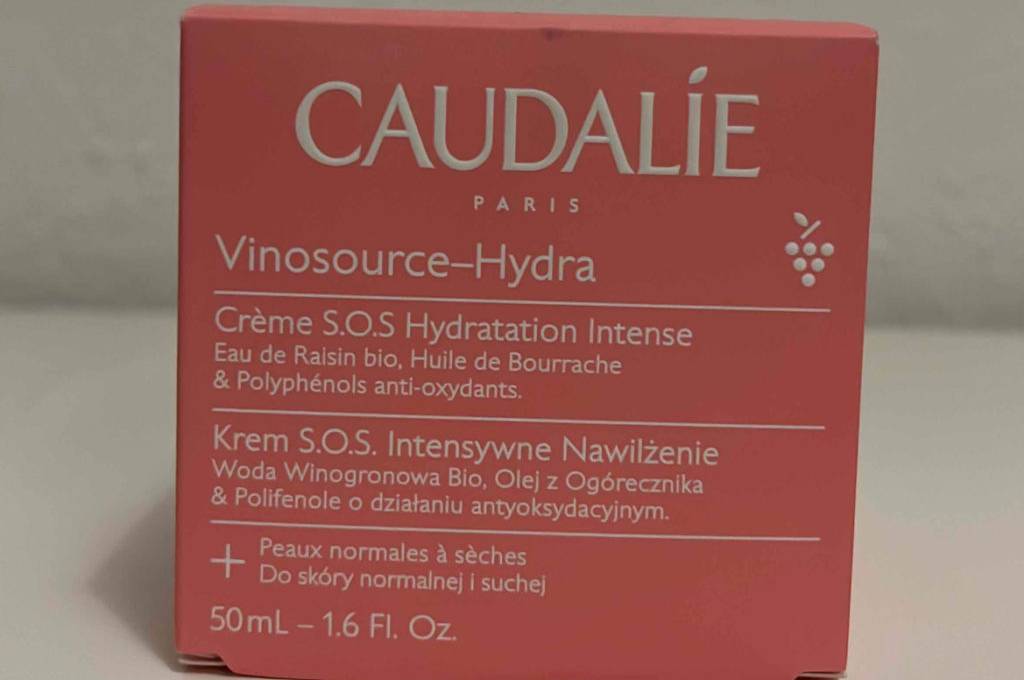 CAUDALÍE
PARIS
Vinosource–Hydra
Crème S.O.S Hydratation Intense
Eau de Raisin bio, Huile de Bourrache
& Polyphénols anti-oxydants.
Krem S.O.S. Intensywne Nawilżenie
Woda Winogronowa Bio, Olej z Ogórecznika
& Polifenole o działaniu antyoksydacyjnym.
+ Peaux normales à sèches
Do skóry normalnej i suchej
50mL – 1.6 Fl. Oz.